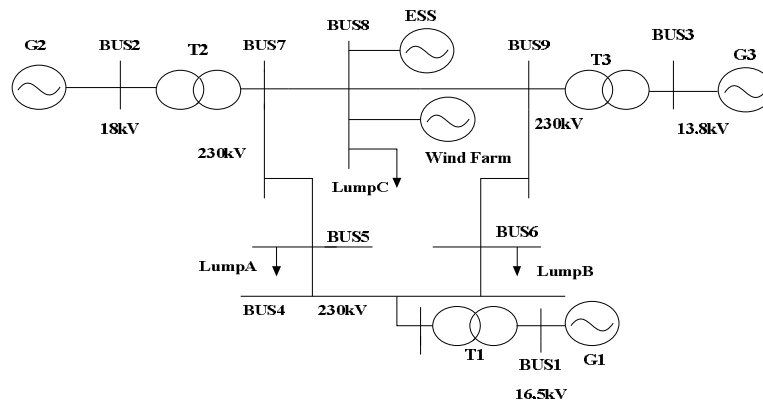 ESS
BUS8
G2
BUS2
T2
BUS7
BUS9
T3
BUS3
G3
18kV
230kV
230kV
13.8kV
Wind Farm
LumpC
BUS5
BUS6
LumpA
LumpB
BUS4
230kV
T1
BUS1
G1
16,5kV